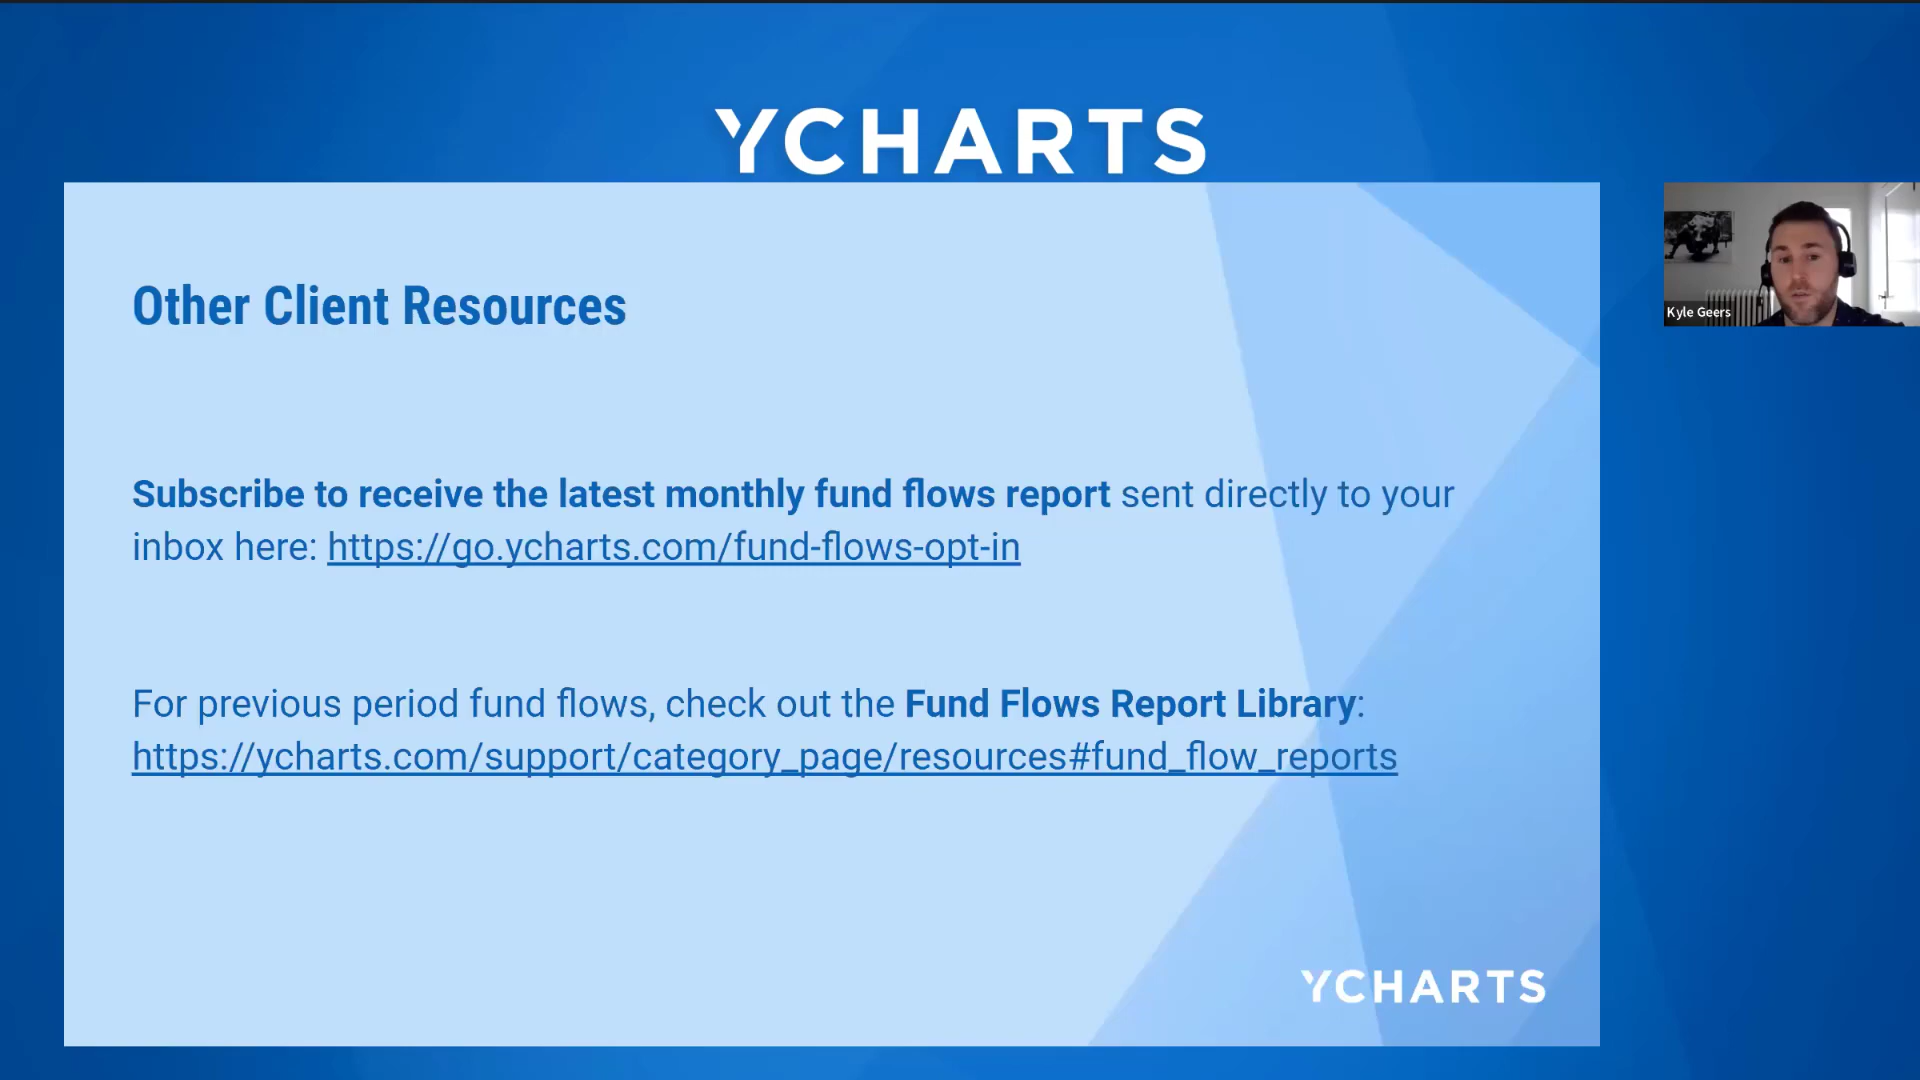 YCHARTS
Other Client Resources
Kyle Geers
Subscribe to receive the latest monthly fund flows report sent directly to your
inbox here: https://go.ycharts.com/fund-flows-opt-in
For previous period fund flows, check out the Fund Flows Report Library:
https://ycharts.com/support/category_page/resources#fund_flow_reports
YCHARTS